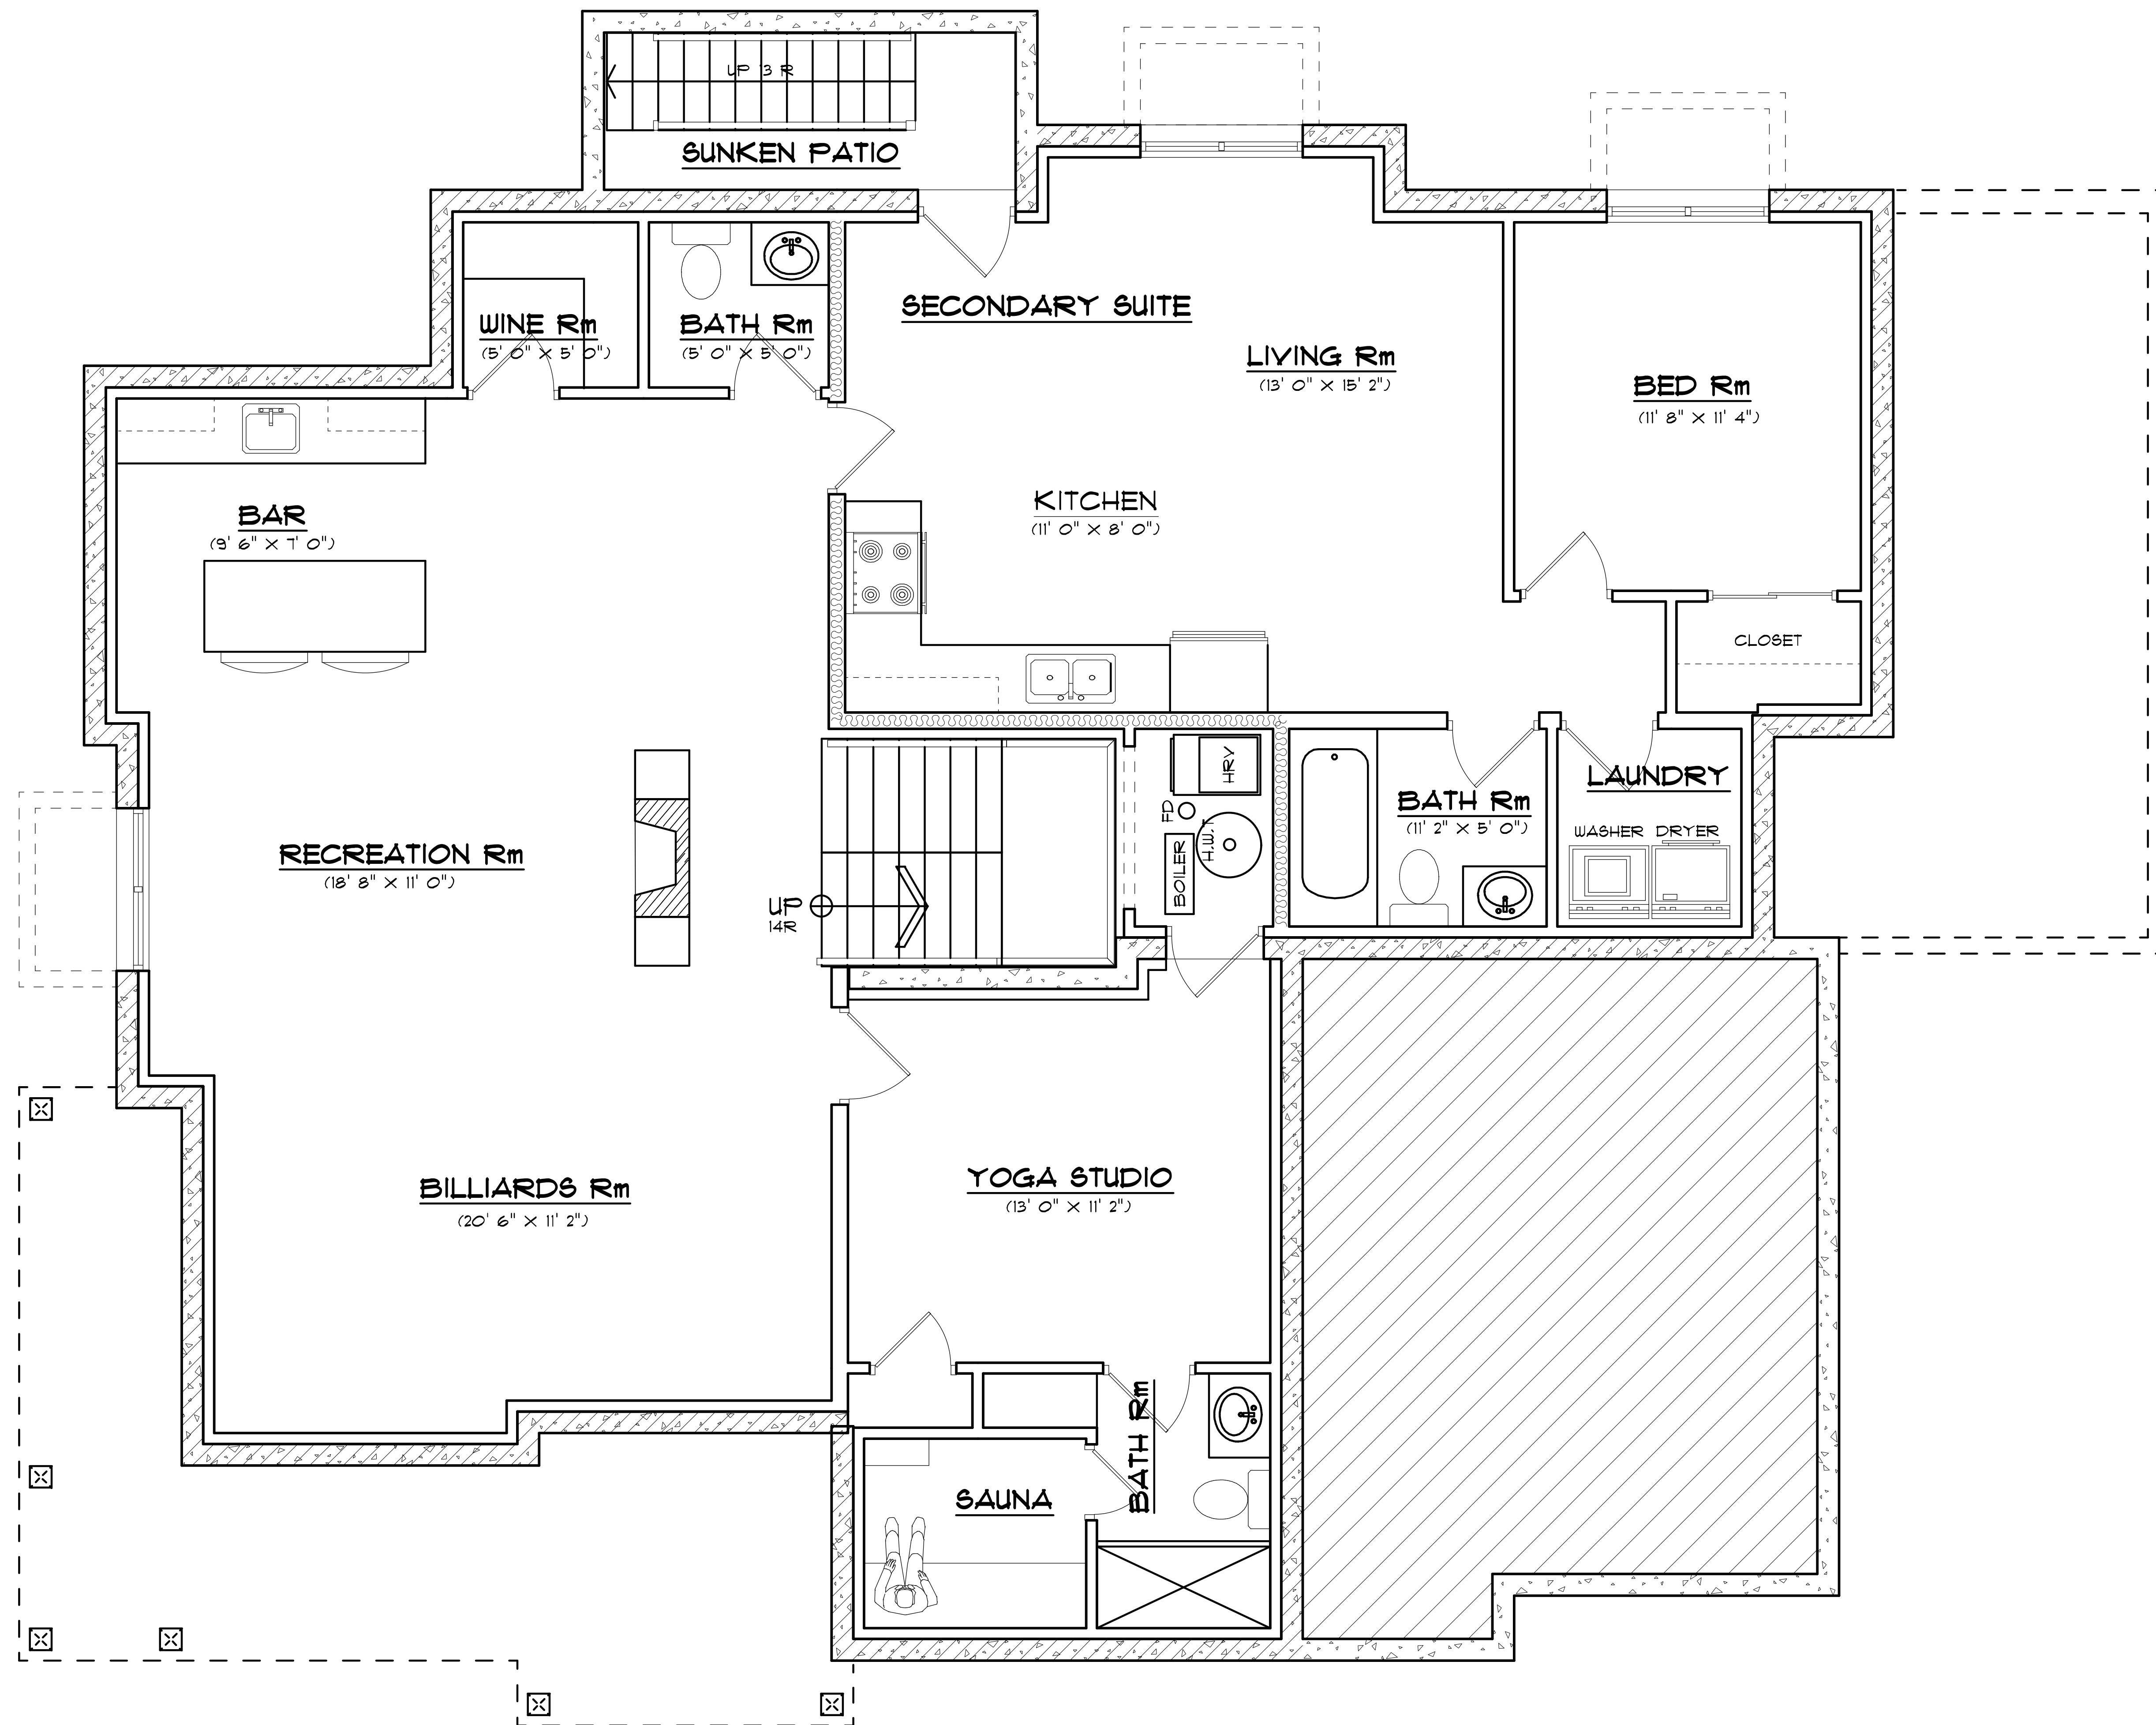 UP 13 R
SUNKEN PATIO
SECONDARY SUITE
WINE Rm
(5' 0" X 5' 0")
BATH Rm
(5' 0" X 5' 0")
LIVING Rm
(13' 0" X 15' 2")
BED Rm
(11' 8" X 11' 4")
KITCHEN
(11' 0" X 8' 0")
BAR
(9' 6" X 7' 0")
CLOSET
HRV
FD
H.W.T
BOILER
LAUNDRY
BATH Rm
(11' 2" X 5' 0")
WASHER DRYER
RECREATION Rm
(18' 8" X 11' 0")
UP
14R
YOGA STUDIO
(13' 0" X 11' 2")
BILLIARDS Rm
(20' 6" X 11' 2")
BATH Rm
SAUNA